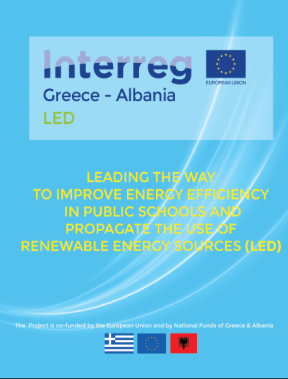 Interreg
EUROPEAN UNION
Greece - Albania
LED
LEADING THE WAY
TO IMPROVE ENERGY EFFICIENCY
IN PUBLIC SCHOOLS AND
PROPAGATE THE USE OF
RENEWABLE ENERGY SOURCES (LED)
The Project is co-funded by the European Union and by National Funds of Greece & Albania